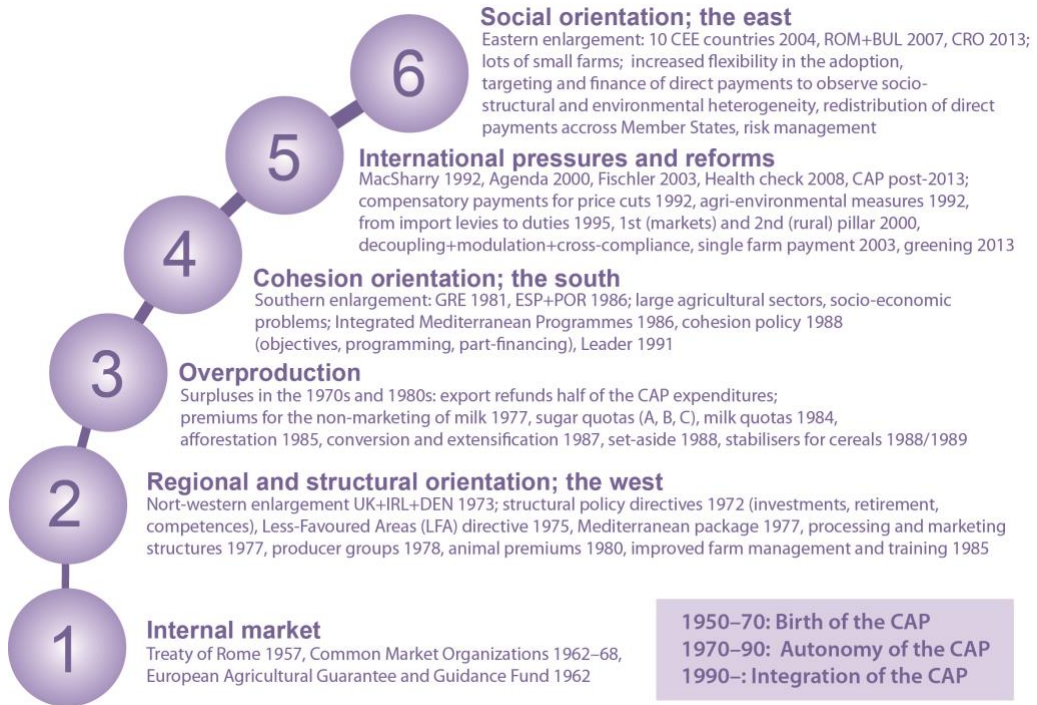 6
Social orientation; the east
Eastern enlargement: 10 CEE countries 2004, ROM+BUL 2007, CRO 2013;
lots of small farms; increased flexibility in the adoption,
targeting and finance of direct payments to observe socio-
structural and environmental heterogeneity, redistribution of direct
payments accross Member States, risk management
5
International pressures and reforms
MacSharry 1992, Agenda 2000, Fischler 2003, Health check 2008, CAP post-2013;
compensatory payments for price cuts 1992, agri-environmental measures 1992,
from import levies to duties 1995, 1st (markets) and 2nd (rural) pillar 2000,
decoupling+modulation+cross-compliance, single farm payment 2003, greening 2013
4
Cohesion orientation; the south
Southern enlargement: GRE 1981, ESP+POR 1986; large agricultural sectors, socio-economic
problems; Integrated Mediterranean Programmes 1986, cohesion policy 1988
(objectives, programming, part-financing), Leader 1991
3
Overproduction
Surpluses in the 1970s and 1980s: export refunds half of the CAP expenditures;
premiums for the non-marketing of milk 1977, sugar quotas (A, B, C), milk quotas 1984,
afforestation 1985, conversion and extensification 1987, set-aside 1988, stabilisers for cereals 1988/1989
2
Regional and structural orientation; the west
Nort-western enlargement UK+IRL+DEN 1973; structural policy directives 1972 (investments, retirement,
competences), Less-Favoured Areas (LFA) directive 1975, Mediterranean package 1977, processing and marketing
structures 1977, producer groups 1978, animal premiums 1980, improved farm management and training 1985
1
Internal market
Treaty of Rome 1957, Common Market Organizations 1962–68,
European Agricultural Guarantee and Guidance Fund 1962
1950–70: Birth of the CAP
1970–90: Autonomy of the CAP
1990–: Integration of the CAP